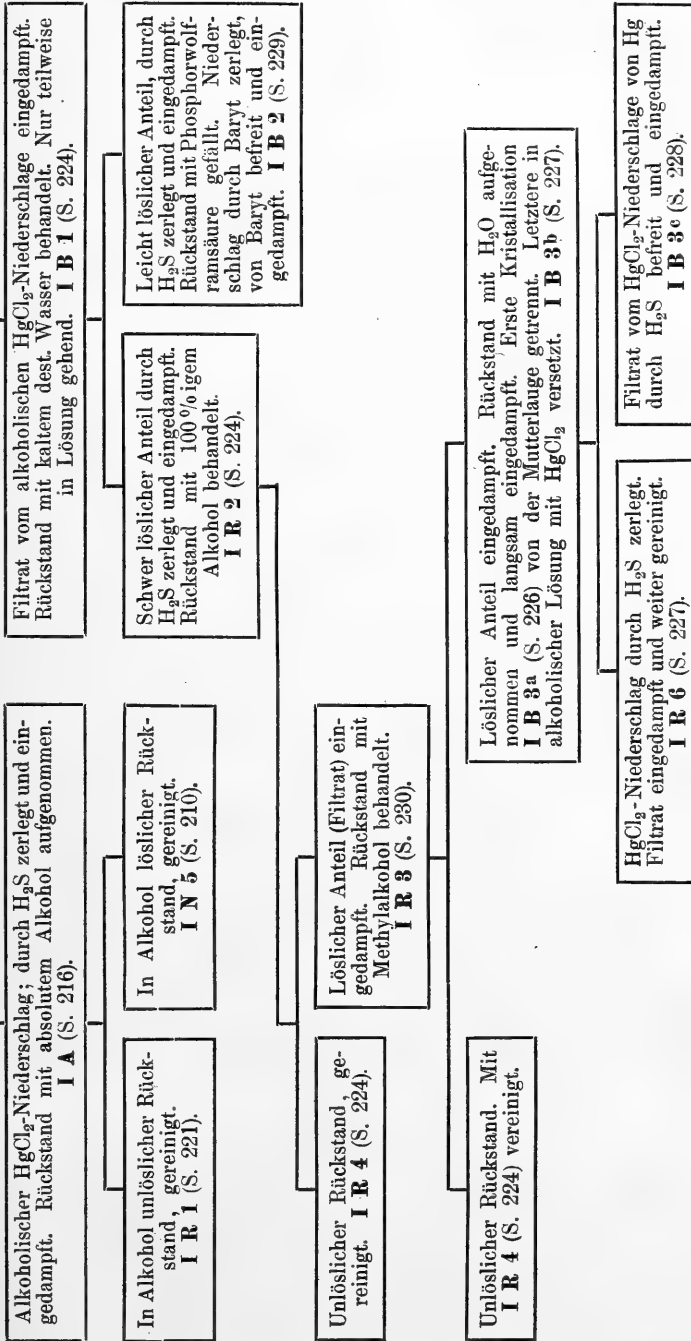 Alkoholischer HgCl₂-Niederschlag; durch H₂S zerlegt und ein-
gedampft. Rückstand mit absolutem Alkohol aufgenommen.
I A (S. 216).
Filtrat vom alkoholischen HgCl₂-Niederschlage eingedampft.
Rückstand mit kaltem dest. Wasser behandelt. Nur teilweise
in Lösung gehend. I B 1 (S. 224).
In Alkohol unlöslicher Rück-
stand, gereinigt.
I R 1 (S. 221).
In Alkohol löslicher Rück-
stand, gereinigt.
I N 5 (S. 210).
Schwer löslicher Anteil durch
H₂S zerlegt und eingedampft.
Rückstand mit 100%igem
Alkohol behandelt.
I R 2 (S. 224).
Leicht löslicher Anteil, durch
H₂S zerlegt und eingedampft.
Rückstand mit Phosphorwolf-
ramsäure gefällt. Nieder-
schlag durch Baryt zerlegt,
von Baryt befreit und ein-
gedampft. I B 2 (S. 229).
Unlöslicher Rückstand, ge-
reinigt. I R 4 (S. 224).
Löslicher Anteil (Filtrat) ein-
gedampft. Rückstand mit
Methylalkohol behandelt.
I R 3 (S. 230).
Unlöslicher Rückstand. Mit
I R 4 (S. 224) vereinigt.
Löslicher Anteil eingedampft. Rückstand mit H₂O aufge-
nommen und langsam eingedampft. Erste Kristallisation
I B 3a (S. 226) von der Mutterlauge getrennt. Letztere in
alkoholischer Lösung mit HgCl₂ versetzt. I B 3b (S. 227).
HgCl₂-Niederschlag durch H₂S zerlegt.
Filtrat eingedampft und weiter gereinigt.
I R 6 (S. 227).
Filtrat vom HgCl₂-Niederschlage von Hg
durch H₂S befreit und eingedampft.
I B 3c (S. 228).